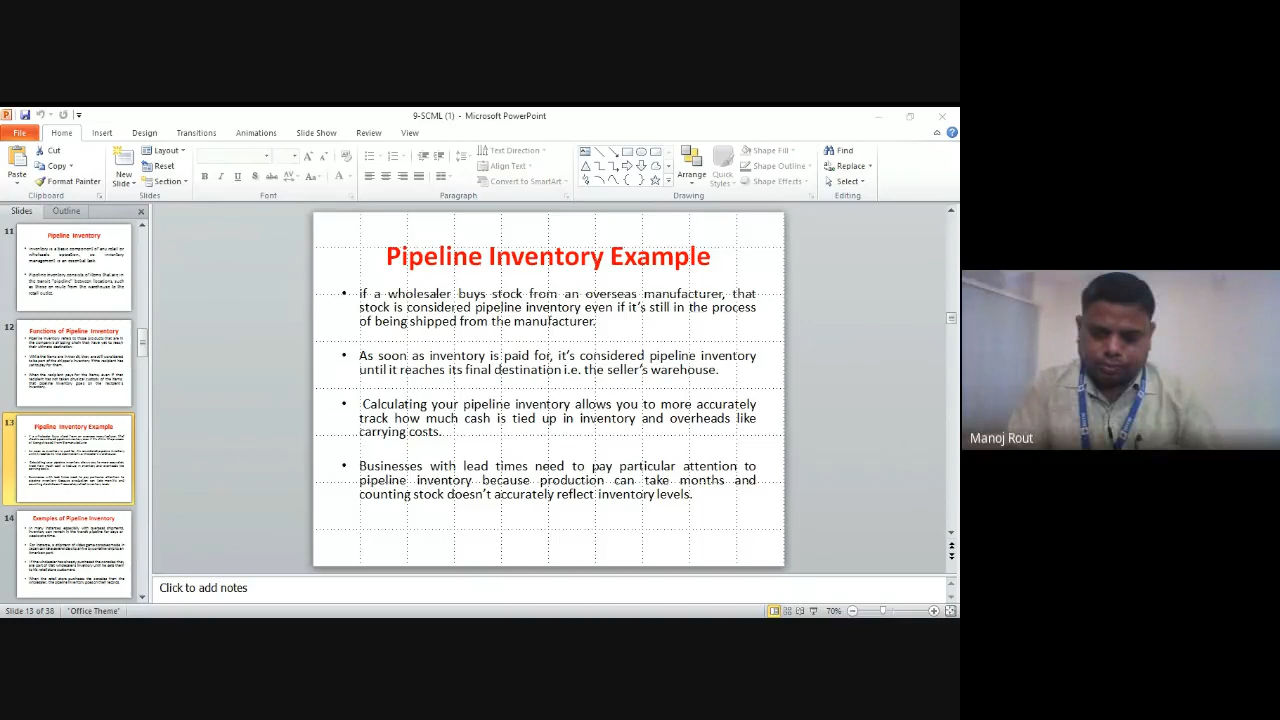 9-SCML (1) - Microsoft PowerPoint
File Home Insert Design Transitions Animations Slide Show Review View
Paste
Cut
Copy
Format Painter
Clipboard
New
Slide
Layout
Reset
Section
Slides
Font
Paragraph
Text Direction
Align Text
Convert to SmartArt
Arrange
Quick
Styles
Shape Fill
Shape Outline
Shape Effects
Drawing
Find
Replace
Select
Editing
Slides Outline
11
Pipeline Inventory
12
Functions of Pipeline Inventory
13
Pipeline Inventory Example
14
Examples of Pipeline Inventory
Pipeline Inventory Example
• if a wholesaler buys stock from an overseas manufacturer, that
stock is considered pipeline inventory even if it's still in the process
of being shipped from the manufacturer.
• As soon as inventory is paid for, it's considered pipeline inventory
until it reaches its final destination i.e. the seller's warehouse.
• Calculating your pipeline inventory allows you to more accurately
track how much cash is tied up in inventory and overheads like
carrying costs.
• Businesses with lead times need to pay particular attention to
pipeline inventory because production can take months and
counting stock doesn't accurately reflect inventory levels.
Click to add notes
Slide 13 of 38 "Office Theme" 70%
Manoj Rout